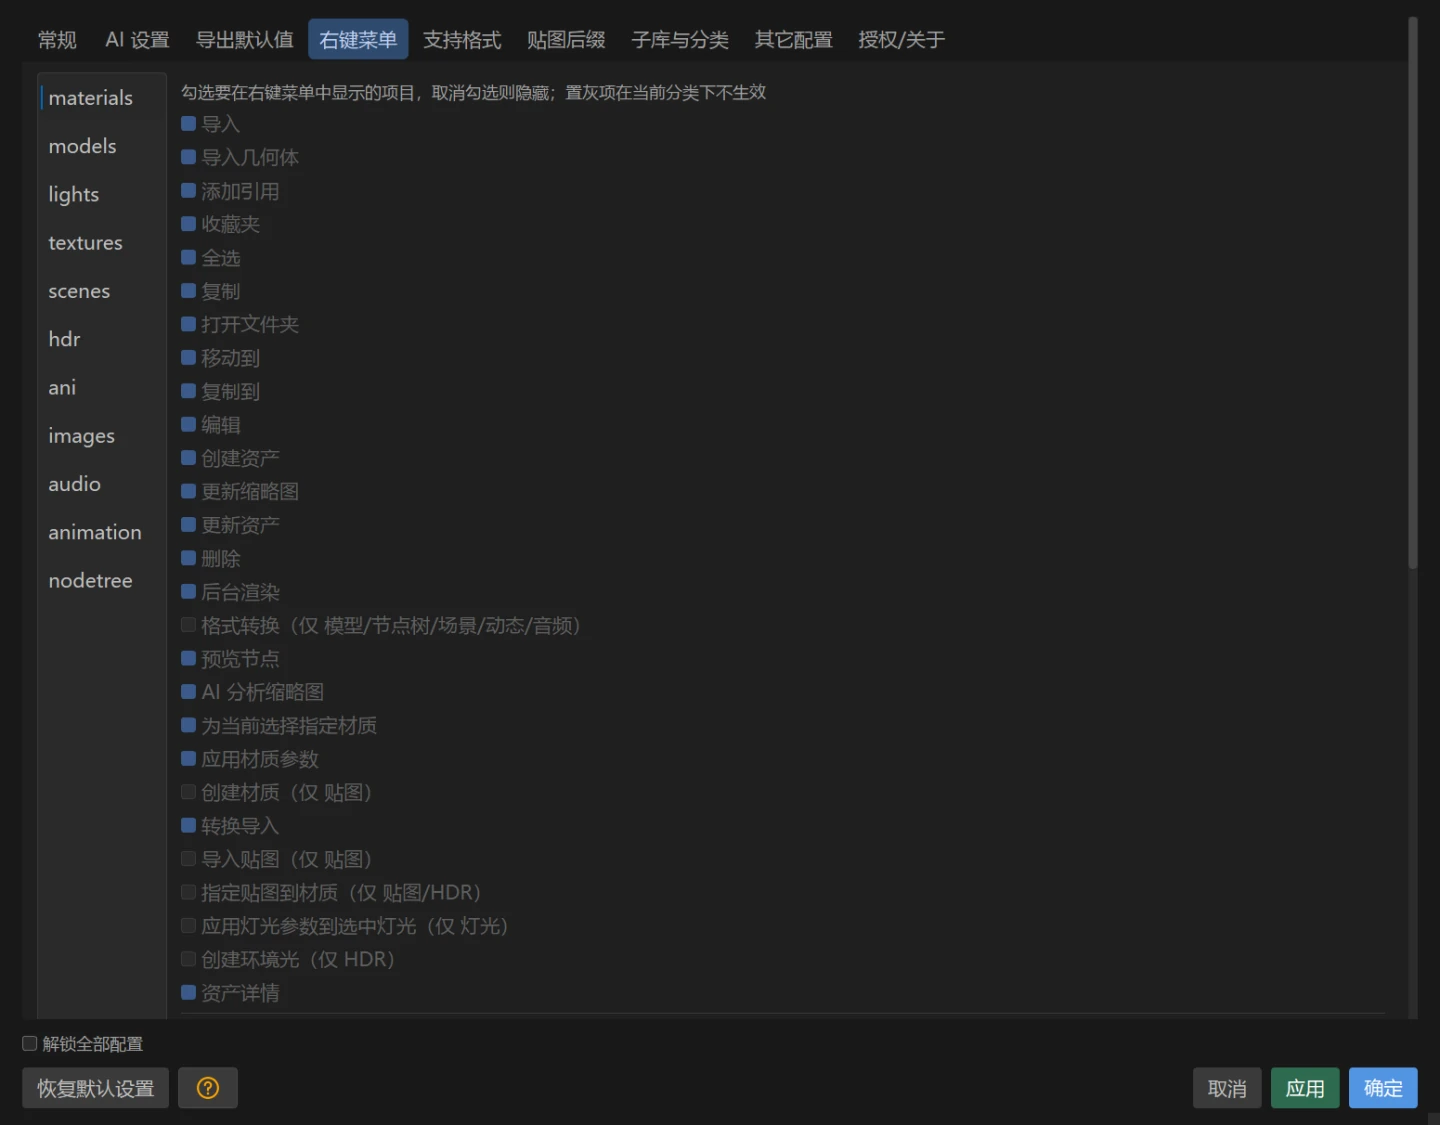 常规 AI 设置 导出默认值 右键菜单 支持格式 贴图后缀 子库与分类 其它配置 授权/关于
materials
models
lights
textures
scenes
hdr
ani
images
audio
animation
nodetree
勾选要在右键菜单中显示的项目，取消勾选则隐藏；置灰项在当前分类下不生效
导入
导入几何体
添加引用
收藏夹
全选
复制
打开文件夹
移动到
复制到
编辑
创建资产
更新缩略图
更新资产
删除
后台渲染
格式转换（仅 模型/节点树/场景/动态/音频）
预览节点
AI 分析缩略图
为当前选择指定材质
应用材质参数
创建材质（仅 贴图）
转换导入
导入贴图（仅 贴图）
指定贴图到材质（仅 贴图/HDR）
应用灯光参数到选中灯光（仅 灯光）
创建环境光（仅 HDR）
资产详情
解锁全部配置
恢复默认设置 ? 取消 应用 确定